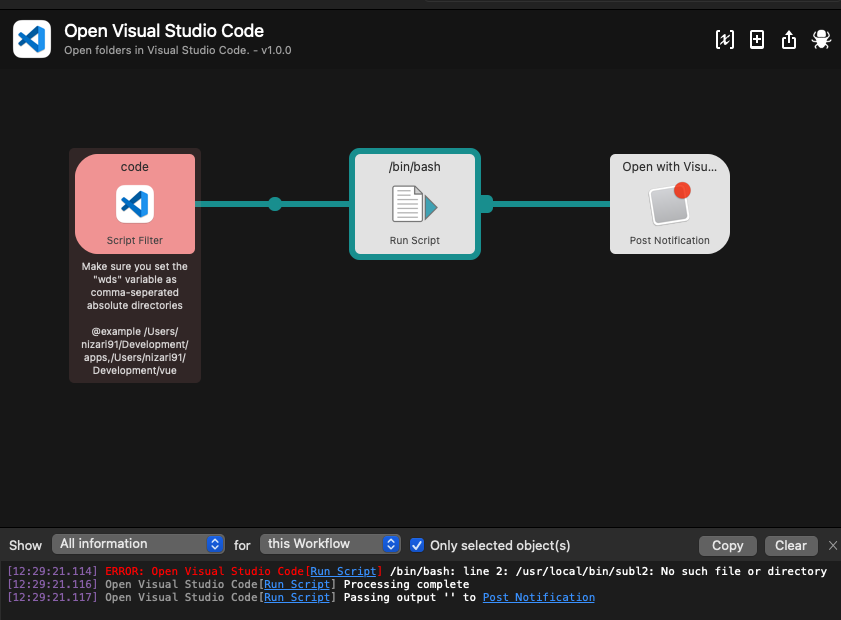 Open Visual Studio Code
Open folders in Visual Studio Code. - v1.0.0
code
Script Filter
Make sure you set the
"wds" variable as
comma-seperated
absolute directories
@example /Users/
nizari91/Development/
apps,/Users/nizari91/
Development/vue
/bin/bash
Run Script
Open with Visu...
Post Notification
Show All information for this Workflow Only selected object(s) Copy Clear
[12:29:21.114] ERROR: Open Visual Studio Code[Run Script] /bin/bash: line 2: /usr/local/bin/subl2: No such file or directory
[12:29:21.116] Open Visual Studio Code[Run Script] Processing complete
[12:29:21.117] Open Visual Studio Code[Run Script] Passing output '' to Post Notification